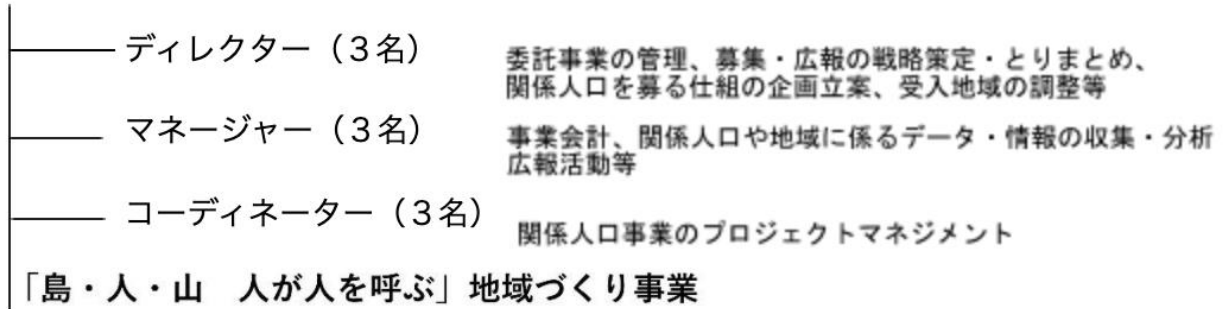 ディレクター（３名）
委託事業の管理、募集・広報の戦略策定・とりまとめ、
関係人口を募る仕組の企画立案、受入地域の調整等
マネージャー（３名）
事業会計、関係人口や地域に係るデータ・情報の収集・分析
広報活動等
コーディネーター（３名）
関係人口事業のプロジェクトマネジメント
「島・人・山　人が人を呼ぶ」地域づくり事業